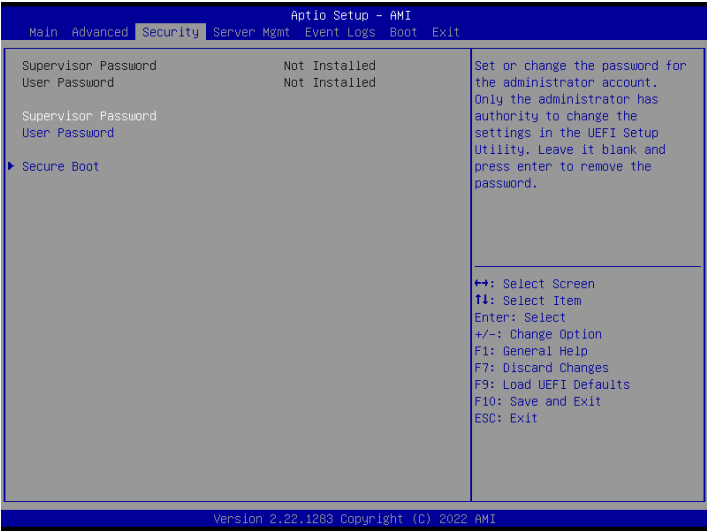 Aptio Setup – AMI
Main Advanced Security Server Mgmt Event Logs Boot Exit
Supervisor Password Not Installed
User Password Not Installed
Supervisor Password
User Password
Secure Boot
Set or change the password for
the administrator account.
Only the administrator has
authority to change the
settings in the UEFI Setup
Utility. Leave it blank and
press enter to remove the
password.
↔: Select Screen
↑↓: Select Item
Enter: Select
+/-: Change Option
F1: General Help
F7: Discard Changes
F9: Load UEFI Defaults
F10: Save and Exit
ESC: Exit
Version 2.22.1283 Copyright (C) 2022 AMI